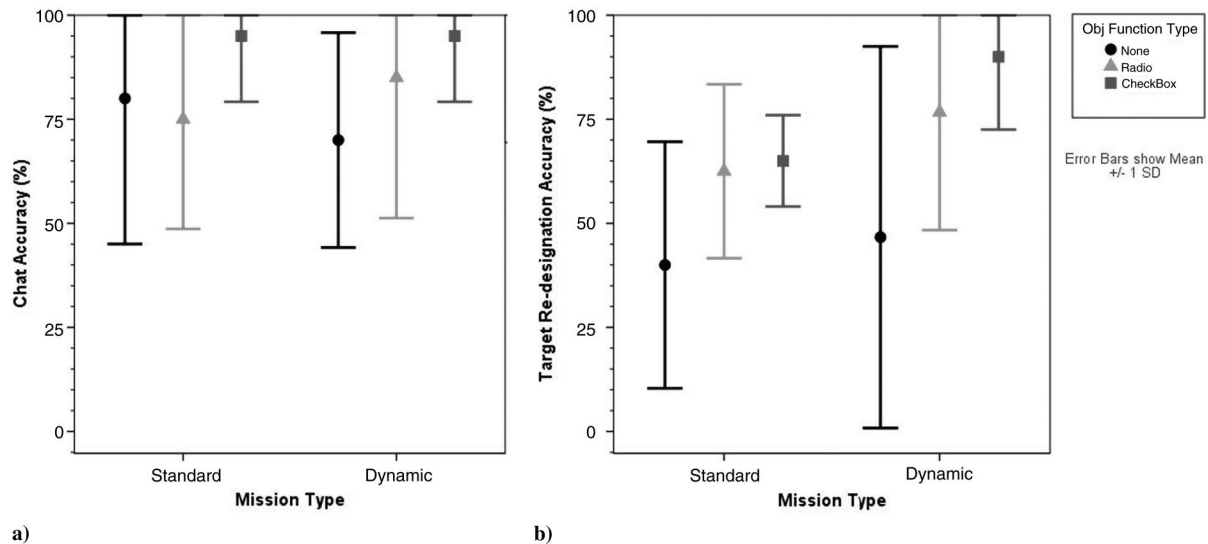 100
75
50
25
0
Chat Accuracy (%)
Standard
Dynamic
Mission Type
a)
100
75
50
25
0
Target Re-designation Accuracy (%)
Standard
Dynamic
Mission Type
b)
Obj Function Type
None
Radio
CheckBox
Error Bars show Mean
+/- 1 SD